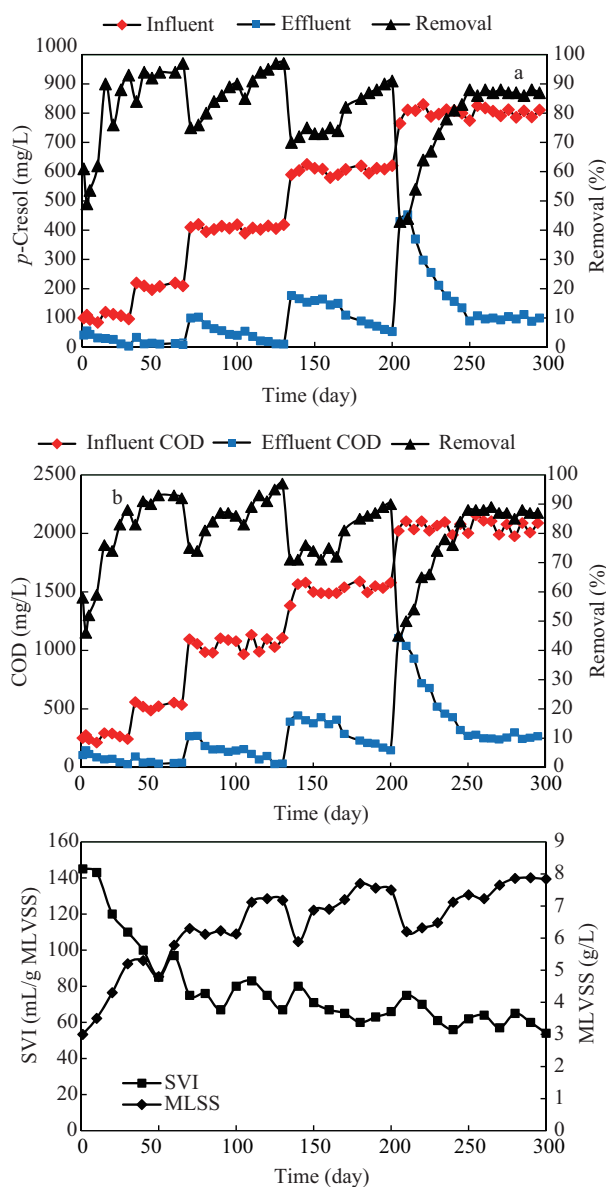 Influent Effluent Removal
1000 100
900 a 90
800 80
700 70
600 60
500 50
400 40
300 30
200 20
100 10
0 0
p-Cresol (mg/L)
Removal (%)
0 50 100 150 200 250 300
Time (day)
Influent COD Effluent COD Removal
2500 100
b 90
2000 80
70
1500 60
50
1000 40
30
500 20
10
0 0
COD (mg/L)
Removal (%)
0 50 100 150 200 250 300
Time (day)
160 9
140 8
120 7
100 6
80 5
60 4
40 3
20 2
0 1
0
SVI (mL/g MLVSS)
MLVSS (g/L)
SVI
MLSS
0 50 100 150 200 250 300
Time (day)